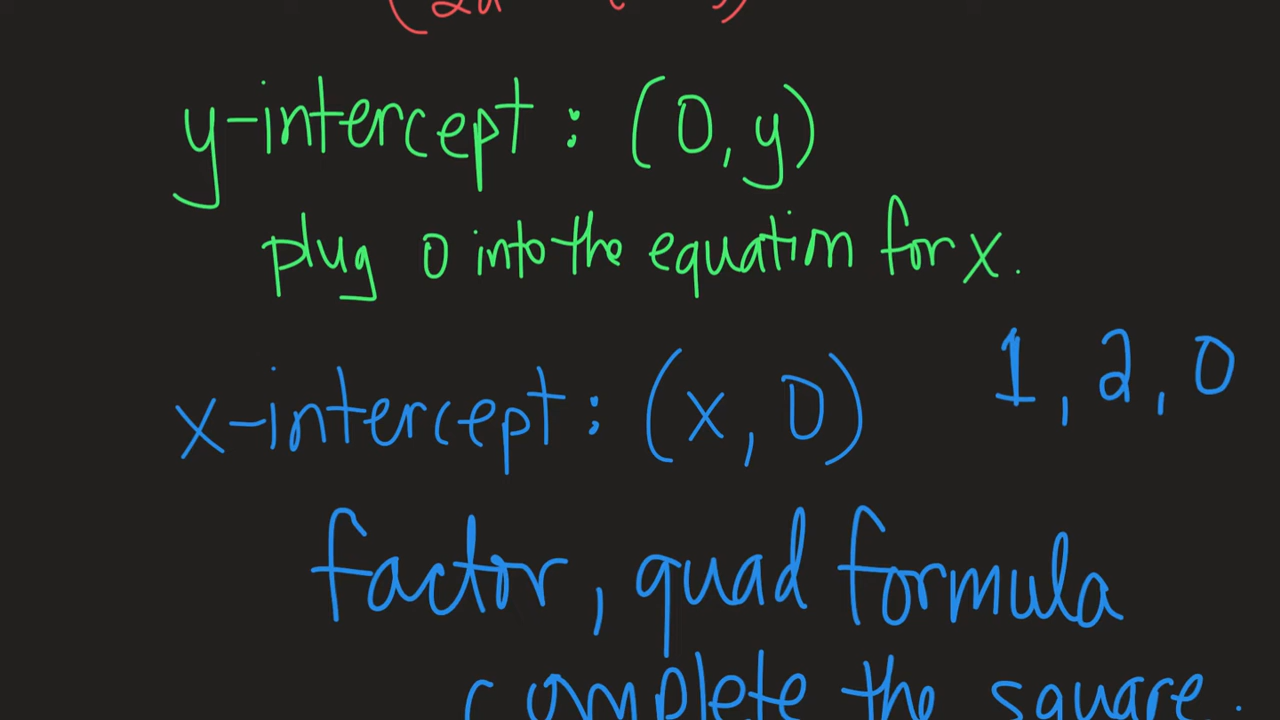 y-intercept: (0,y)
plug 0 into the equation for x.
1, 2, 0
x-intercept: (x, 0)
factor, quad formula
complete the square.